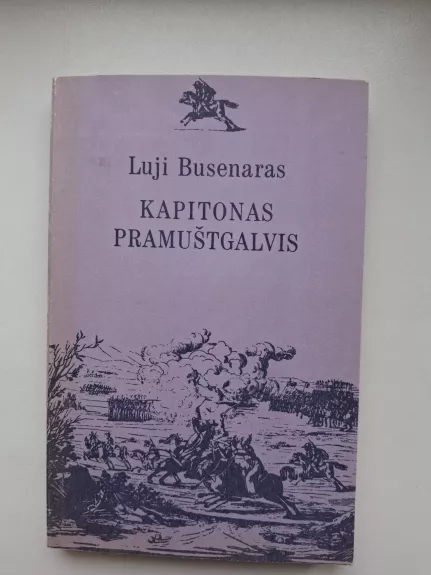 Luji Busenaras
KAPITONAS
PRAMUŠTGALVIS